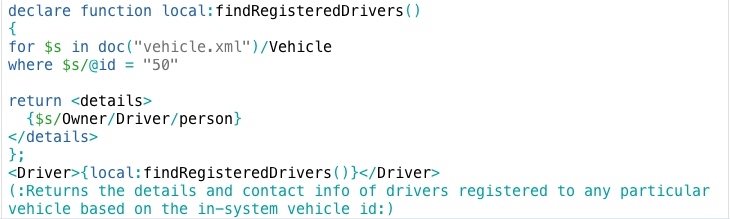 declare function local:findRegisteredDrivers()
{
for $s in doc("vehicle.xml")/Vehicle
where $s/@id = "50"

return <details>
  {$s/Owner/Driver/person}
</details>
};
<Driver>{local:findRegisteredDrivers()}</Driver>
(:Returns the details and contact info of drivers registered to any particular
vehicle based on the in-system vehicle id:)